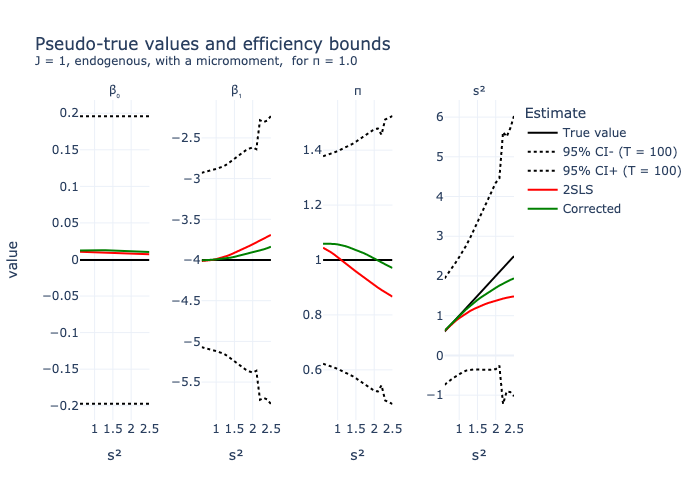 Pseudo-true values and efficiency bounds
J = 1, endogenous, with a micromoment,  for π = 1.0
β₀
β₁
π
s²
value
0.2
0.15
0.1
0.05
0
−0.05
−0.1
−0.15
−0.2
−2.5
−3
−3.5
−4
−4.5
−5
−5.5
1.4
1.2
1
0.8
0.6
6
5
4
3
2
1
0
−1
1 1.5 2 2.5
1 1.5 2 2.5
1 1.5 2 2.5
1 1.5 2 2.5
s²
s²
s²
s²
Estimate
True value
95% CI- (T = 100)
95% CI+ (T = 100)
2SLS
Corrected